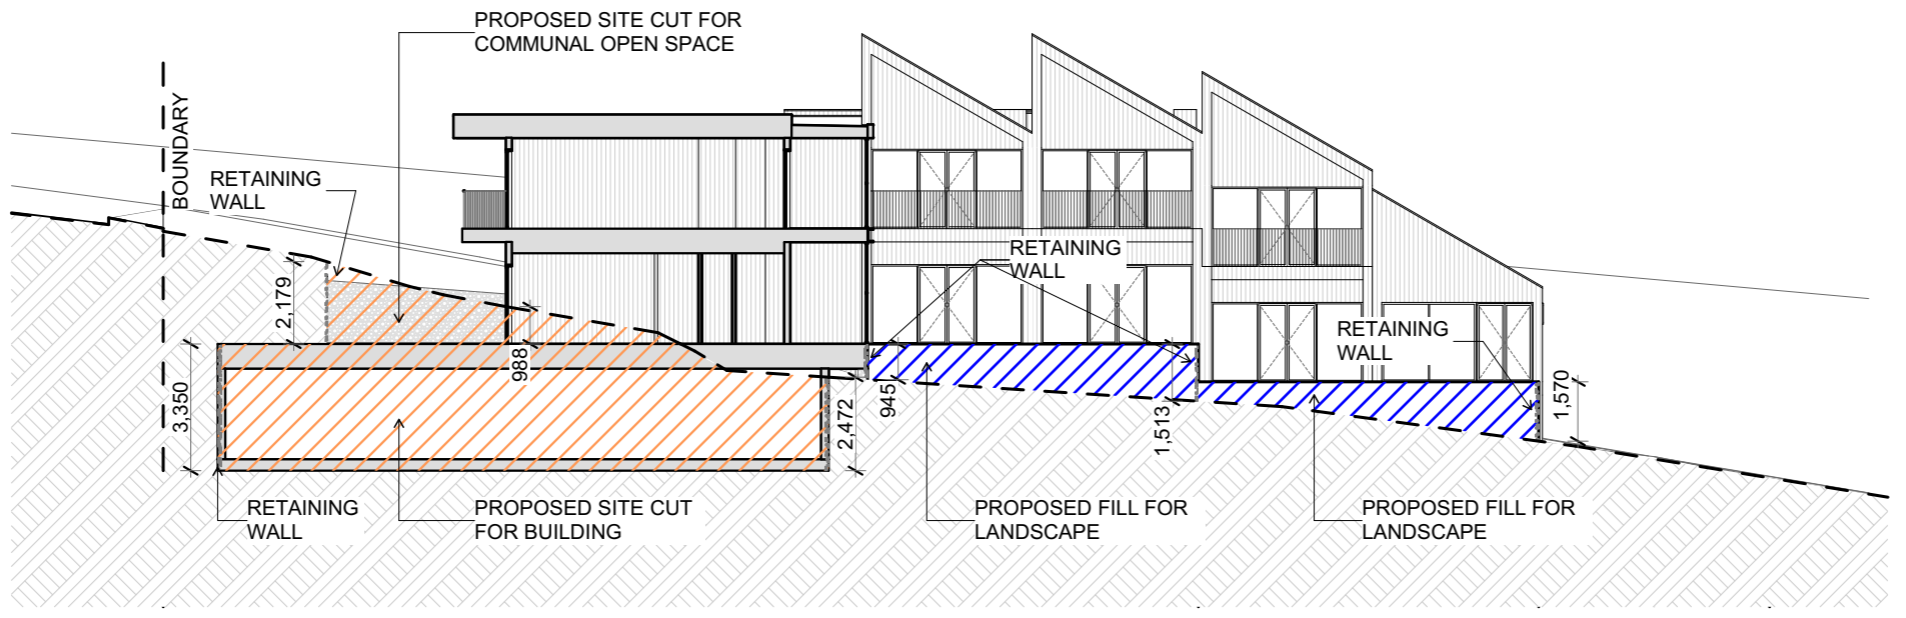 PROPOSED SITE CUT FOR
COMMUNAL OPEN SPACE
BOUNDARY
RETAINING
WALL
2,179
3,350
988
RETAINING
WALL
RETAINING
WALL
2,472
945
1,513
1,570
RETAINING
WALL
PROPOSED SITE CUT
FOR BUILDING
PROPOSED FILL FOR
LANDSCAPE
PROPOSED FILL FOR
LANDSCAPE